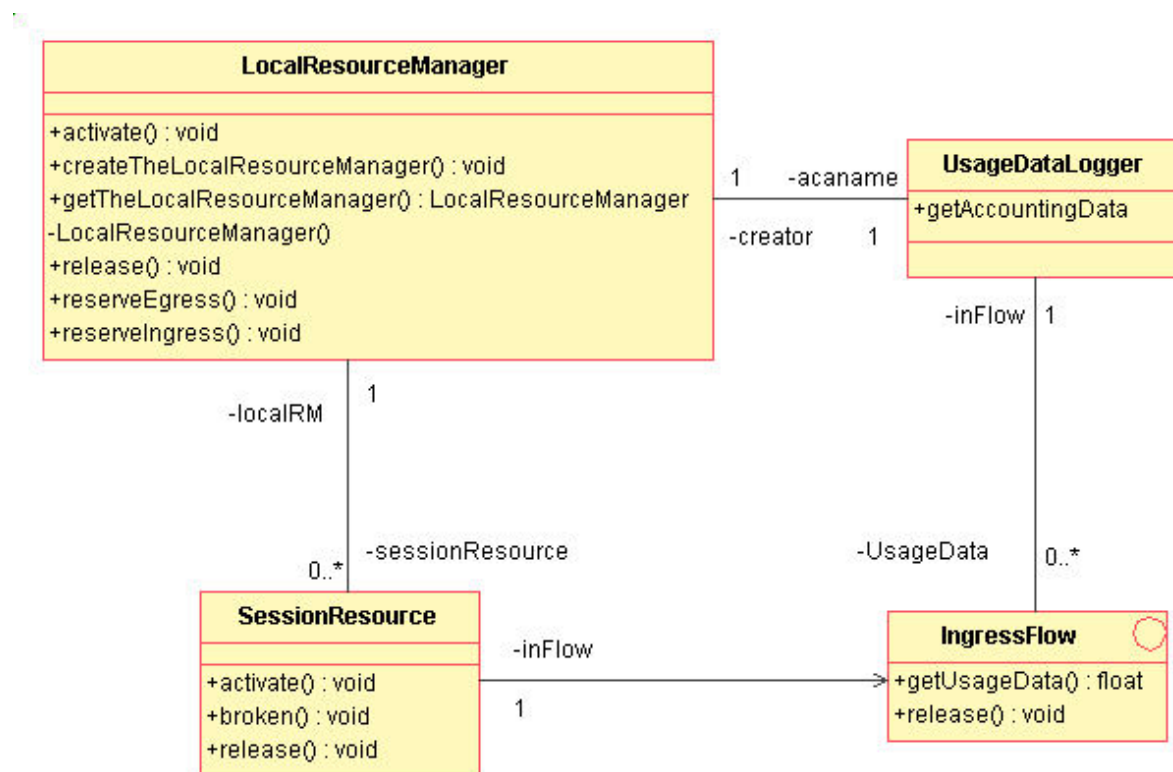 LocalResourceManager
+activate() : void
+createTheLocalResourceManager() : void
+getTheLocalResourceManager() : LocalResourceManager
-LocalResourceManager()
+release() : void
+reserveEgress() : void
+reserveIngress() : void
1 -acaname
-creator 1
UsageDataLogger
+getAccountingData
-inFlow 1
1
-localRM
-sessionResource
0..*
-UsageData
0..*
SessionResource
+activate() : void
+broken() : void
+release() : void
-inFlow
1
IngressFlow
+getUsageData() : float
+release() : void